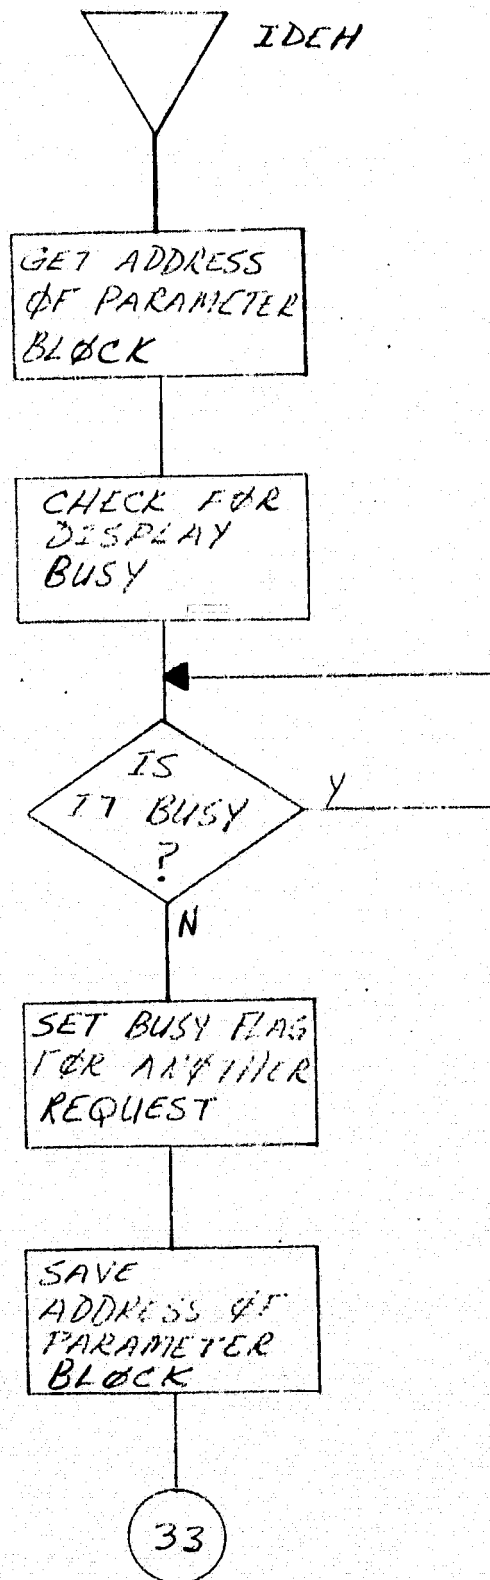 IDEH
GET ADDRESS
ØF PARAMETER
BLØCK
CHECK FØR
DISPLAY
BUSY
IS
IT BUSY
?
Y
N
SET BUSY FLAG
FØR ANØTHER
REQUEST
SAVE
ADDRESS ØF
PARAMETER
BLØCK
33